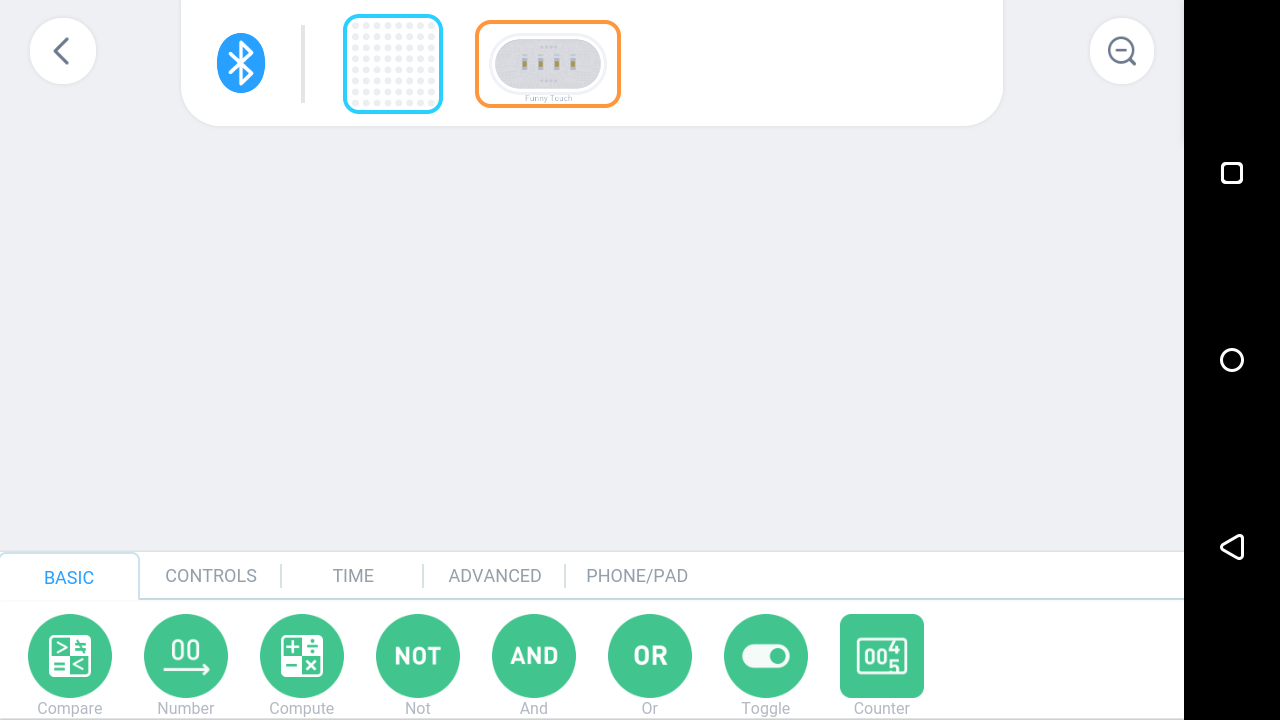 Funny Touch
BASIC
CONTROLS
TIME
ADVANCED
PHONE/PAD
00
NOT
AND
OR
00 4 5
Compare
Number
Compute
Not
And
Or
Toggle
Counter